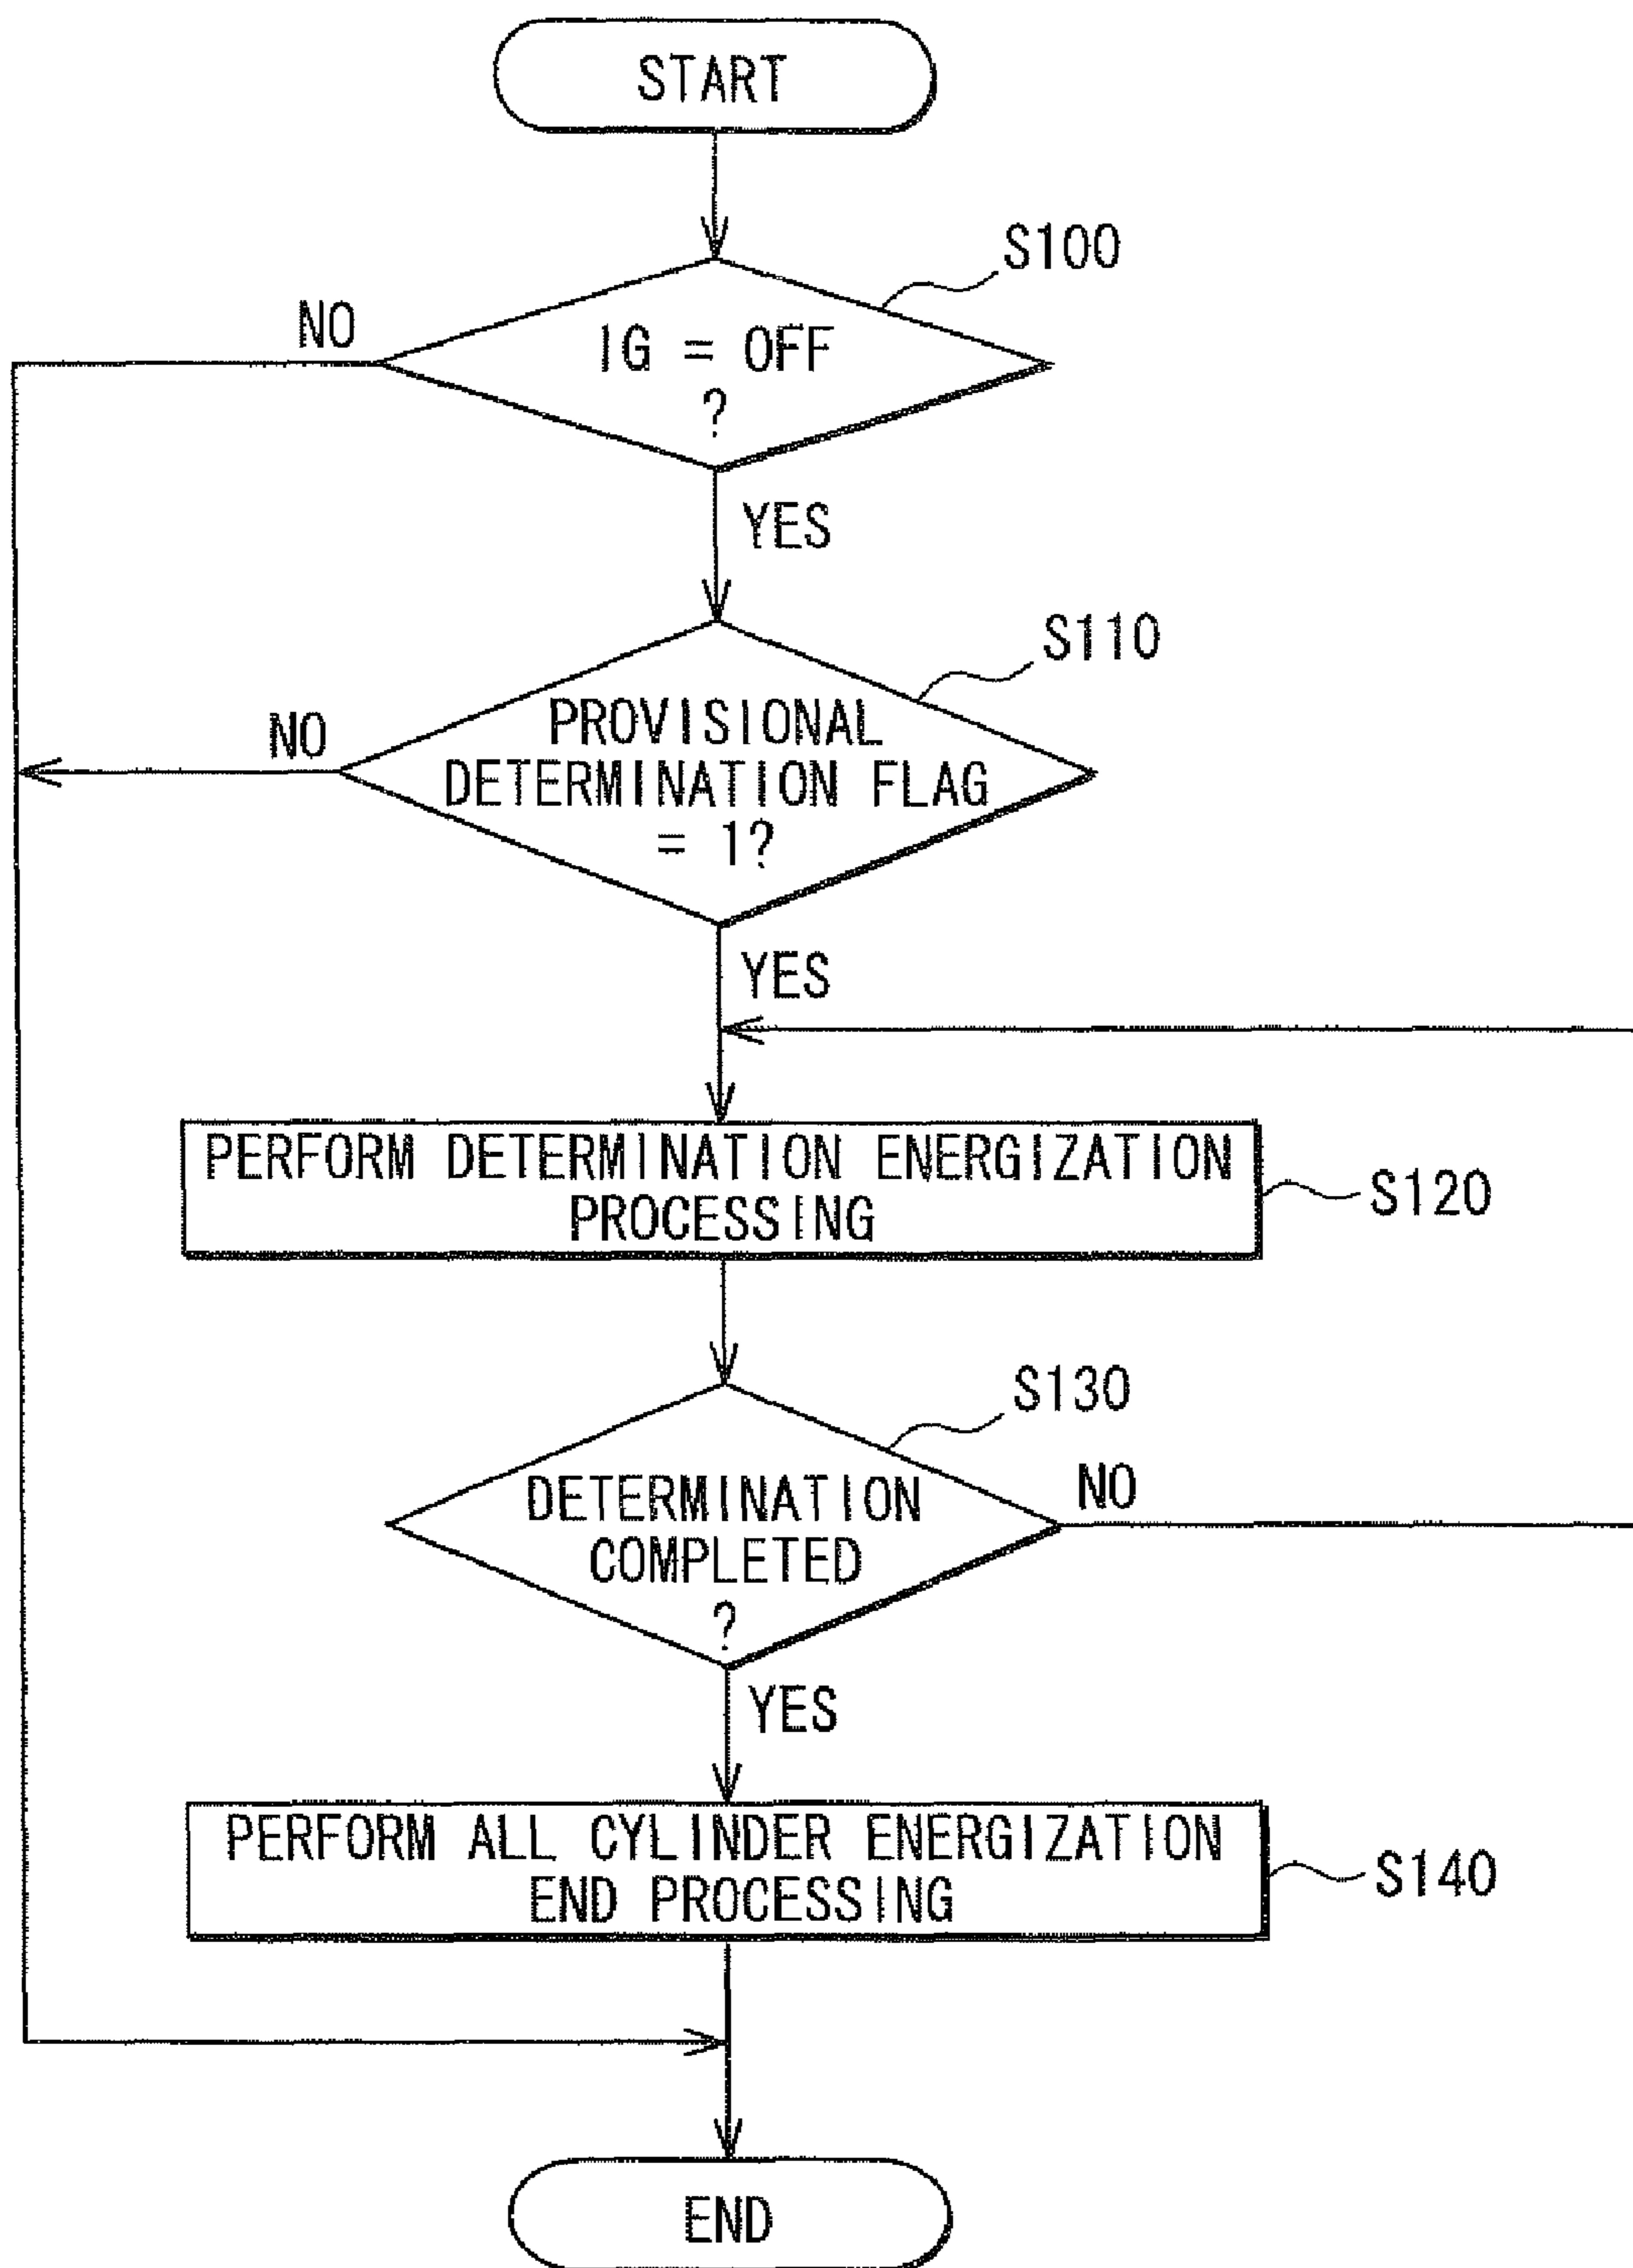 START
S100
NO
IG = OFF
?
YES
S110
NO
PROVISIONAL
DETERMINATION FLAG
= 1?
YES
PERFORM DETERMINATION ENERGIZATION
PROCESSING
S120
S130
DETERMINATION
COMPLETED
?
NO
YES
PERFORM ALL CYLINDER ENERGIZATION
END PROCESSING
S140
END